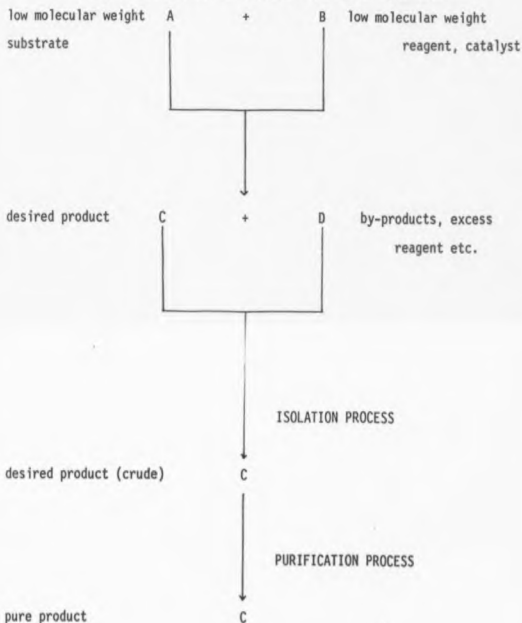 low molecular weight A + B low molecular weight
substrate reagent, catalyst
desired product C + D by-products, excess
reagent etc.
ISOLATION PROCESS
desired product (crude) C
PURIFICATION PROCESS
pure product C